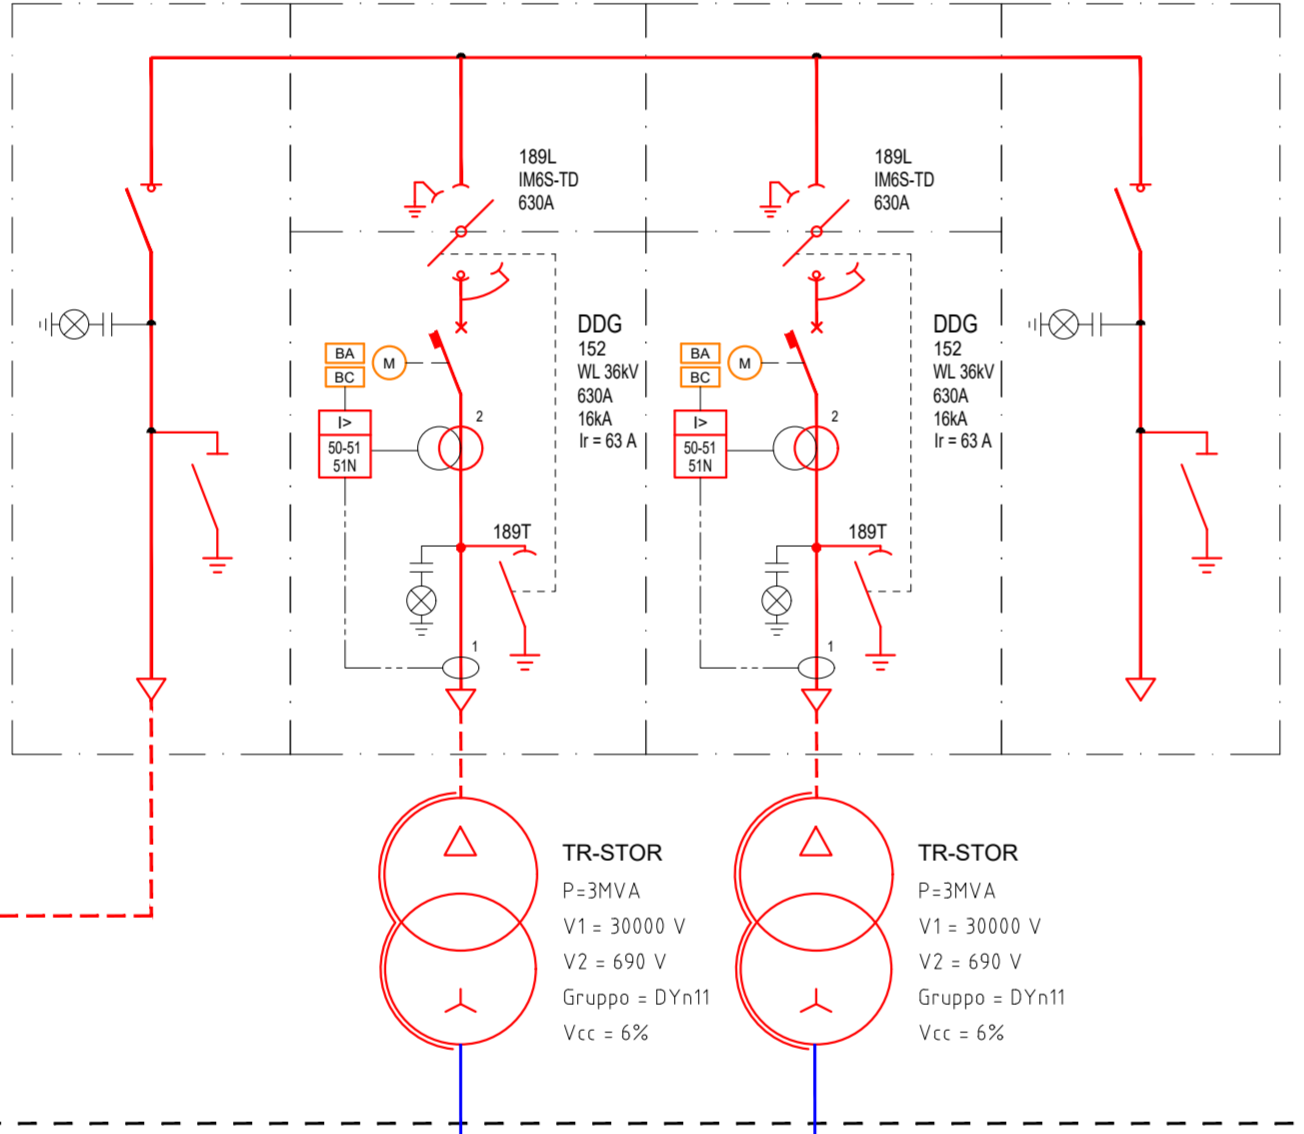 189L
IM6S-TD
630A
189L
IM6S-TD
630A
DDG
152
WL 36kV
630A
16kA
Ir = 63 A
DDG
152
WL 36kV
630A
16kA
Ir = 63 A
BA
BC
M
I>
50-51
51N
2
BA
BC
M
I>
50-51
51N
2
189T
1
189T
1
TR-STOR
P=3MVA
V1 = 30000 V
V2 = 690 V
Gruppo = DYn11
Vcc = 6%
TR-STOR
P=3MVA
V1 = 30000 V
V2 = 690 V
Gruppo = DYn11
Vcc = 6%